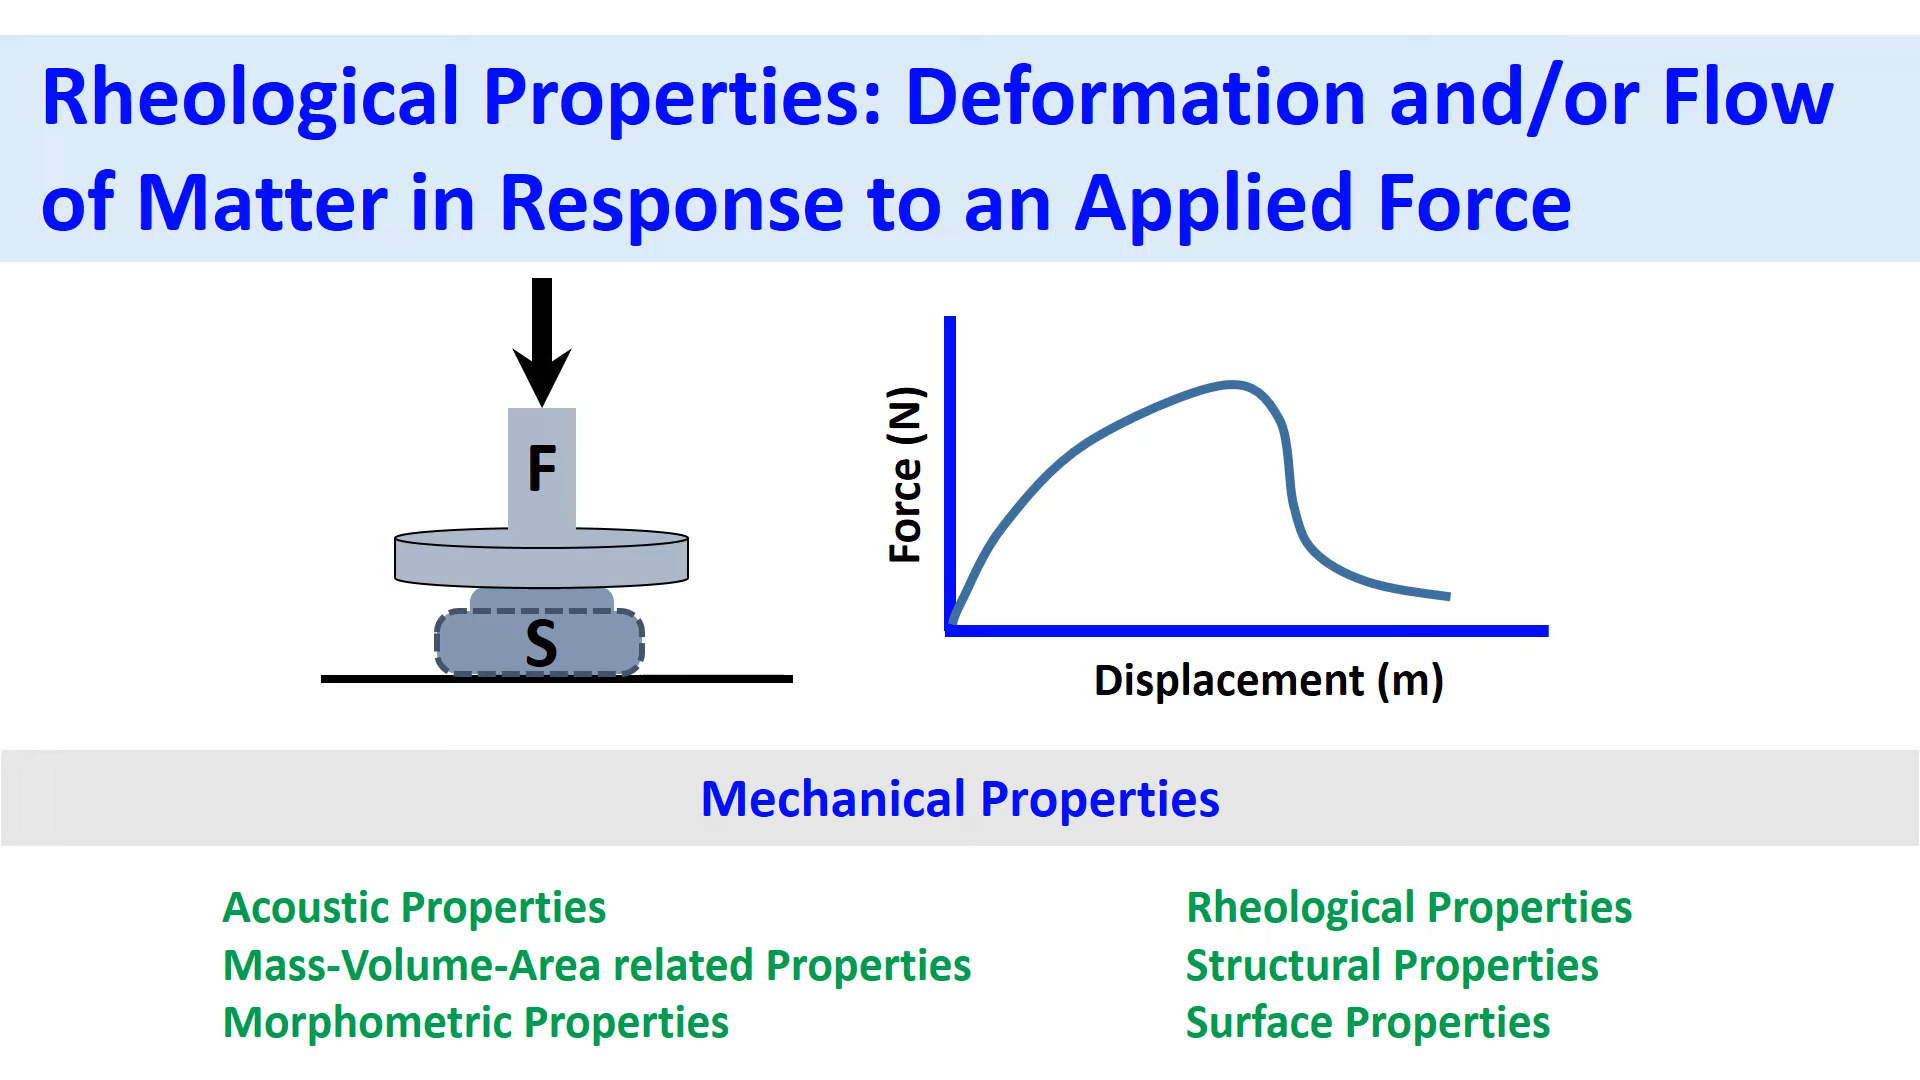 Rheological Properties: Deformation and/or Flow
of Matter in Response to an Applied Force
F
S
Force (N)
Displacement (m)
Mechanical Properties
Acoustic Properties
Mass-Volume-Area related Properties
Morphometric Properties
Rheological Properties
Structural Properties
Surface Properties